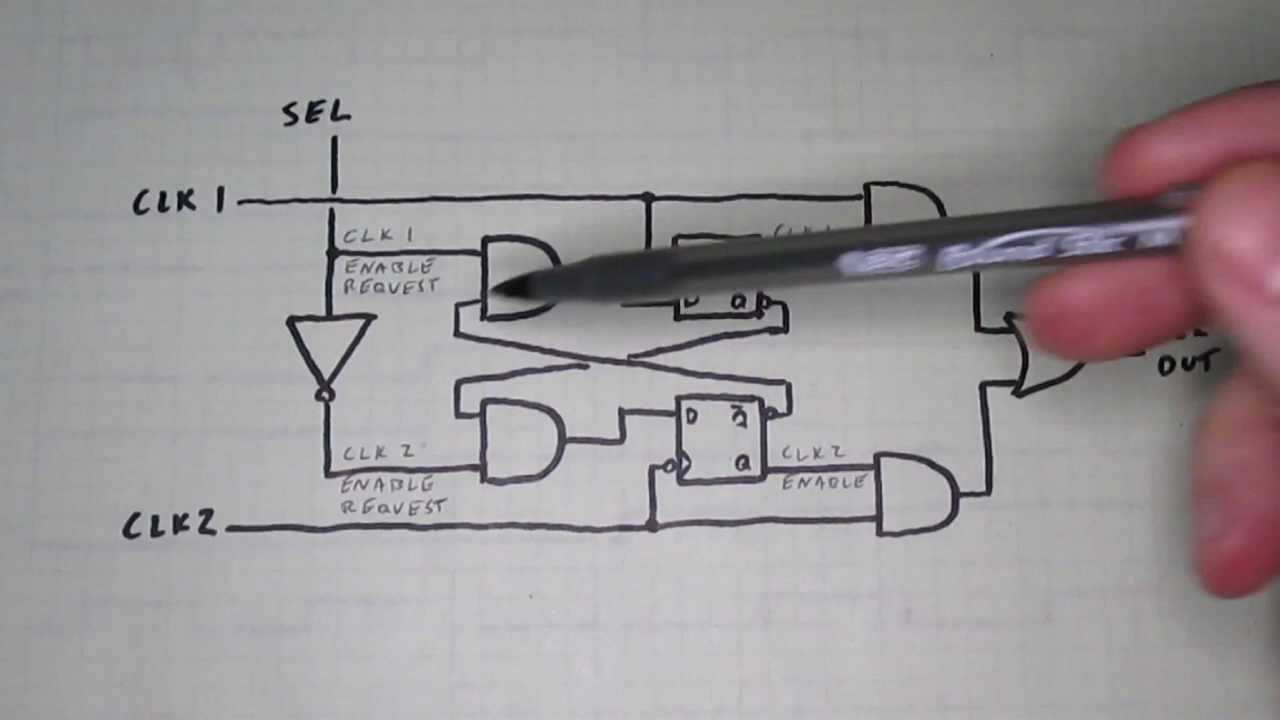 SEL
CLK 1
CLK 1
ENABLE
REQUEST
D
Q
D Q̅
Q
CLK 2
ENABLE
CLK 2
ENABLE
REQUEST
CLK2
OUT